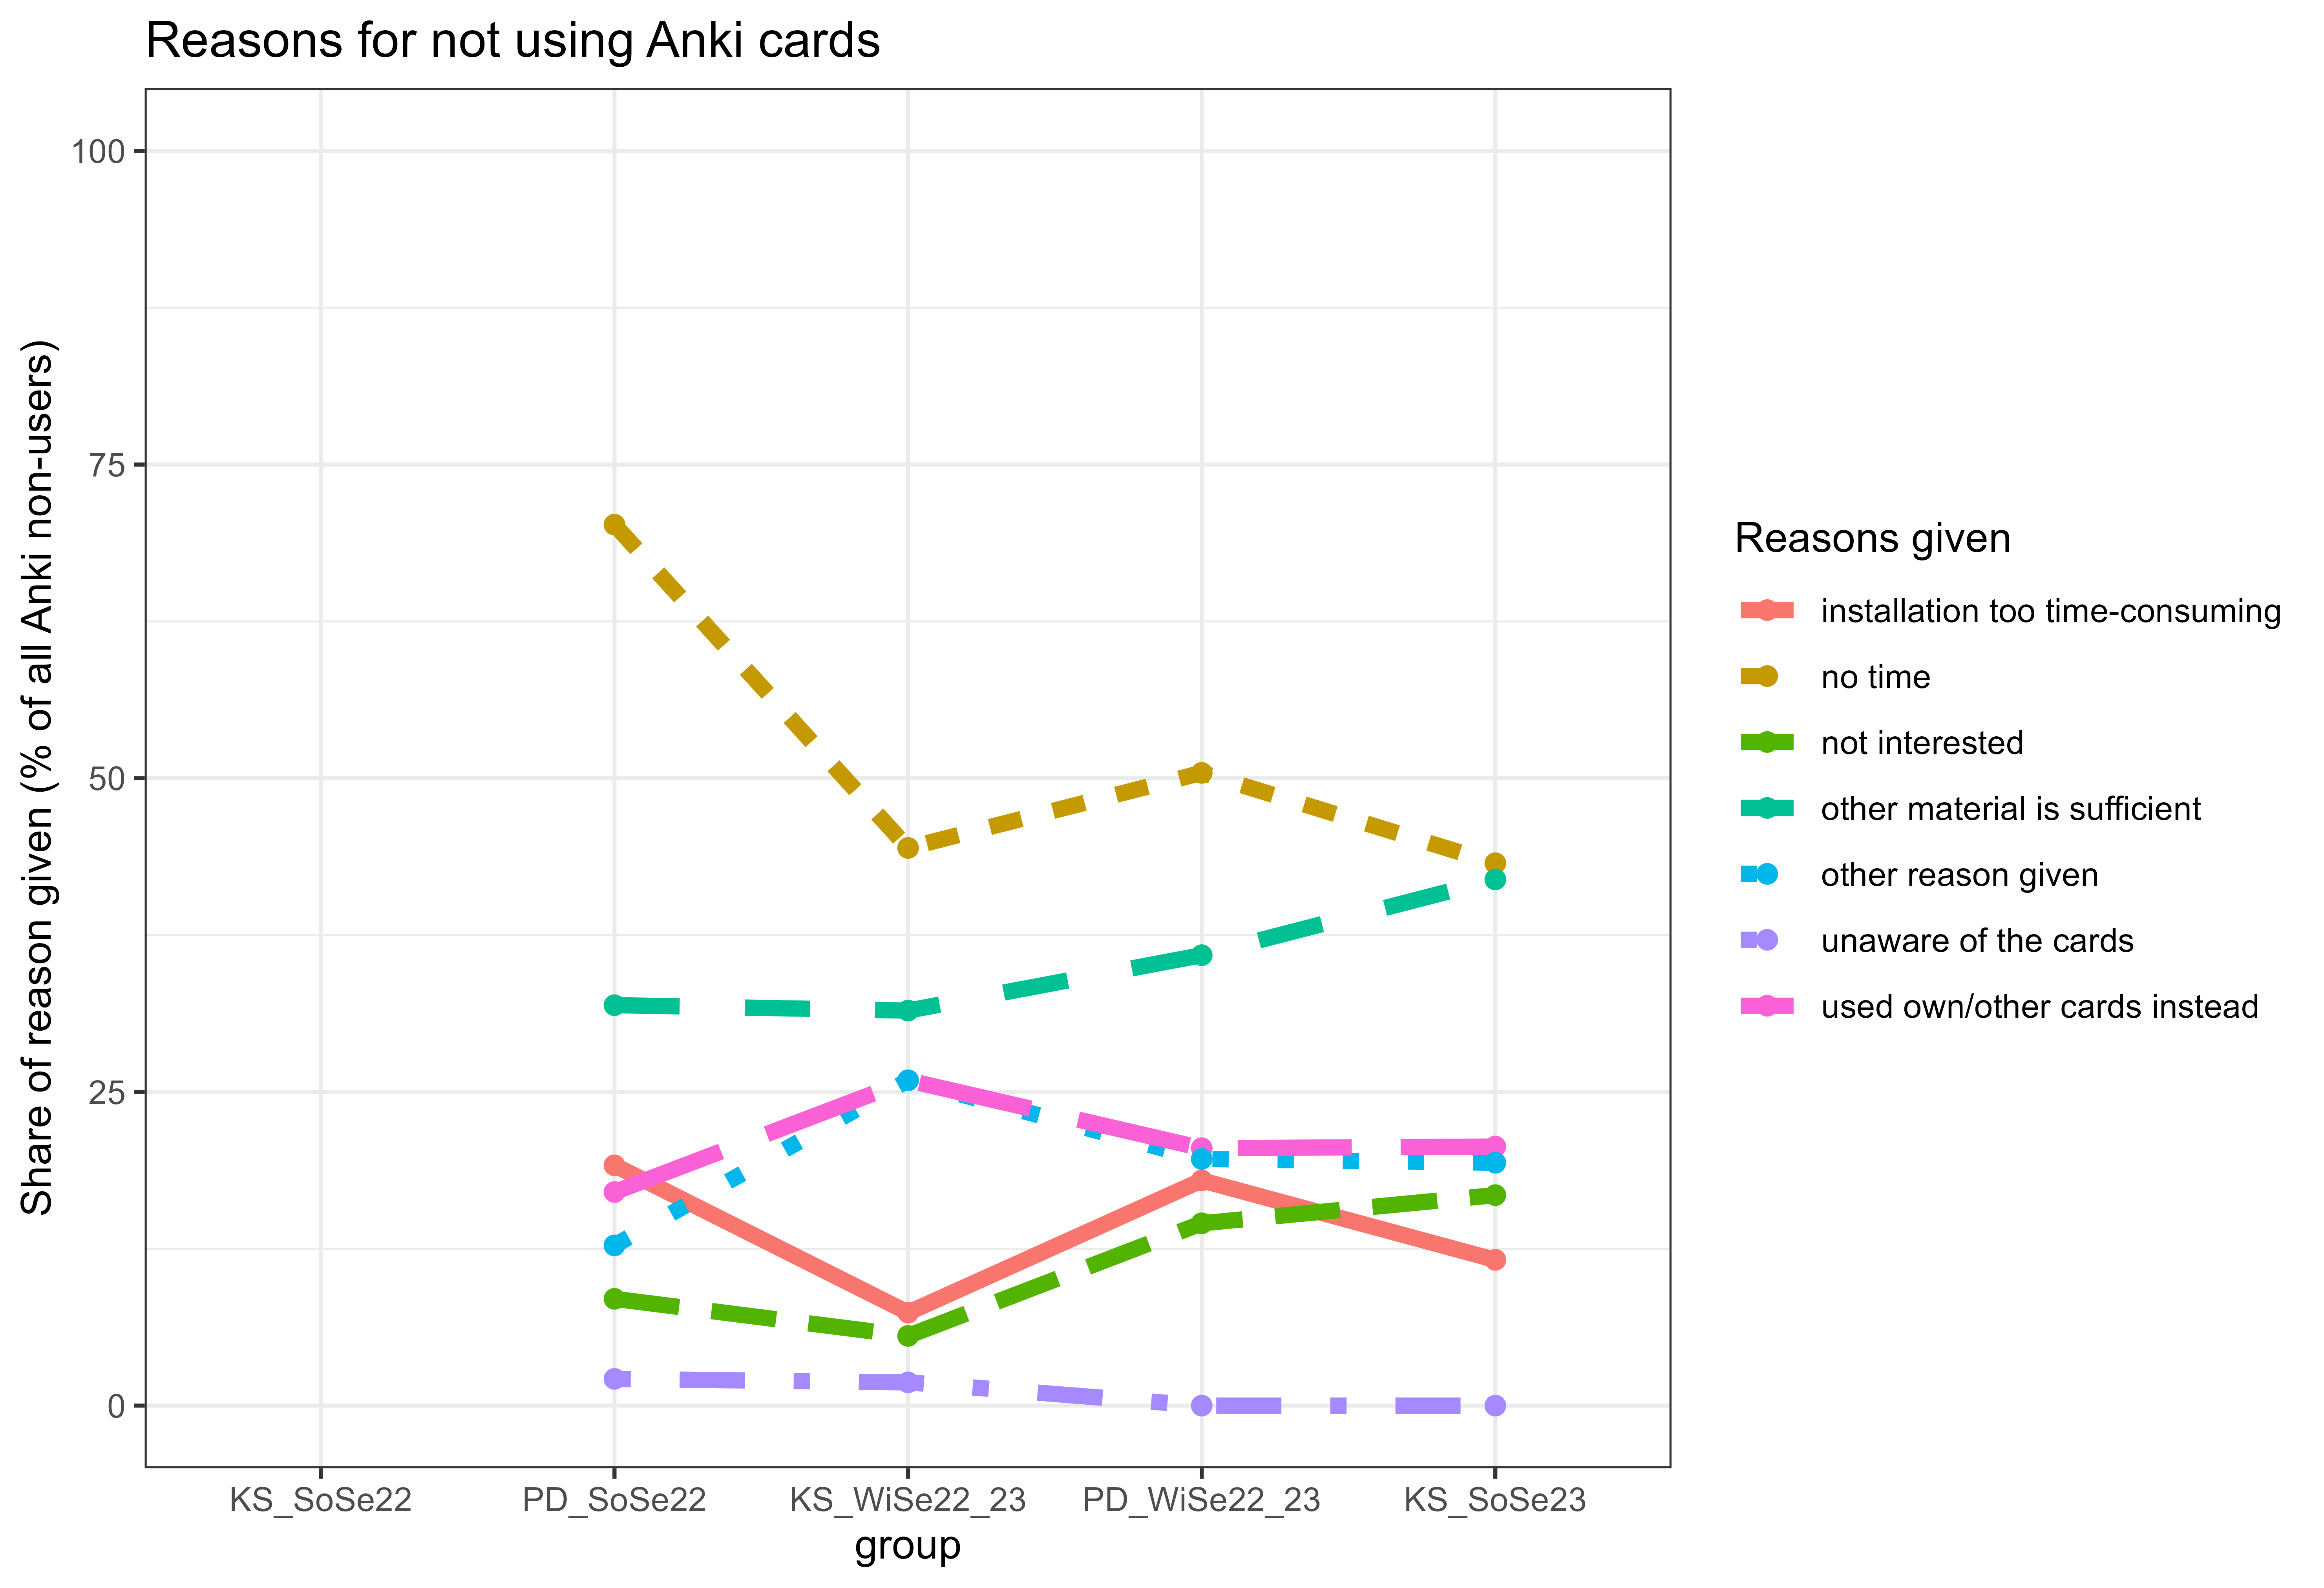 Reasons for not using Anki cards
Share of reason given (% of all Anki non-users)
100
75
50
25
0
KS_SoSe22
PD_SoSe22
KS_WiSe22_23
PD_WiSe22_23
KS_SoSe23
group
Reasons given
installation too time-consuming
no time
not interested
other material is sufficient
other reason given
unaware of the cards
used own/other cards instead